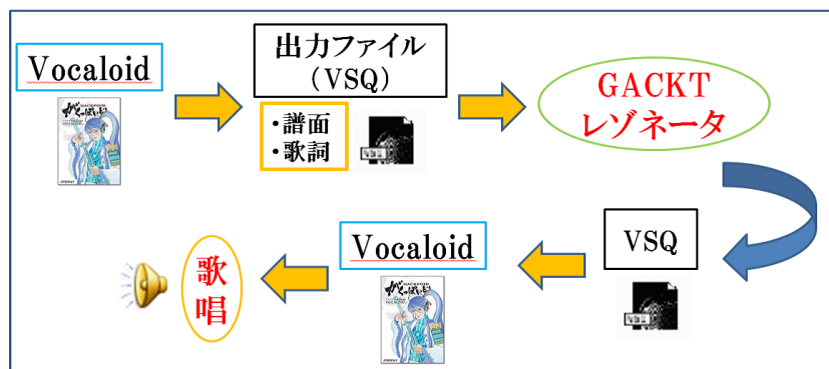 Vocaloid
出力ファイル
(VSQ)
・譜面
・歌詞
GACKT
レゾネータ
VSQ
Vocaloid
歌
唱